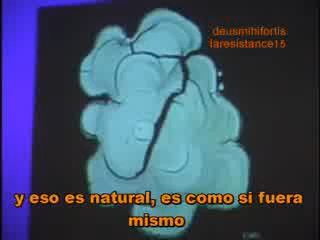 deusmihifortis
laresistance15
y eso es natural, es como si fuera
mismo